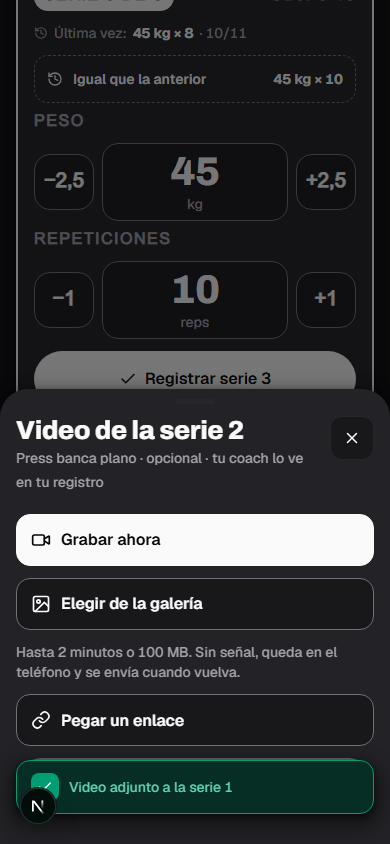 Última vez: 45 kg × 8 · 10/11
Igual que la anterior 45 kg × 10
PESO
−2,5 45 +2,5
kg
REPETICIONES
−1 10 +1
reps
Registrar serie 3
Video de la serie 2
Press banca plano · opcional · tu coach lo ve
en tu registro
Grabar ahora
Elegir de la galería
Hasta 2 minutos o 100 MB. Sin señal, queda en el
teléfono y se envía cuando vuelva.
Pegar un enlace
Video adjunto a la serie 1
N